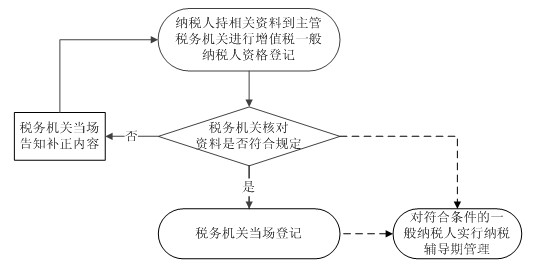 纳税人持相关资料到主管
税务机关进行增值税一般
纳税人资格登记
税务机关核对
资料是否符合规定
否
税务机关当场
告知补正内容
是
税务机关当场登记
对符合条件的一
般纳税人实行纳税
辅导期管理